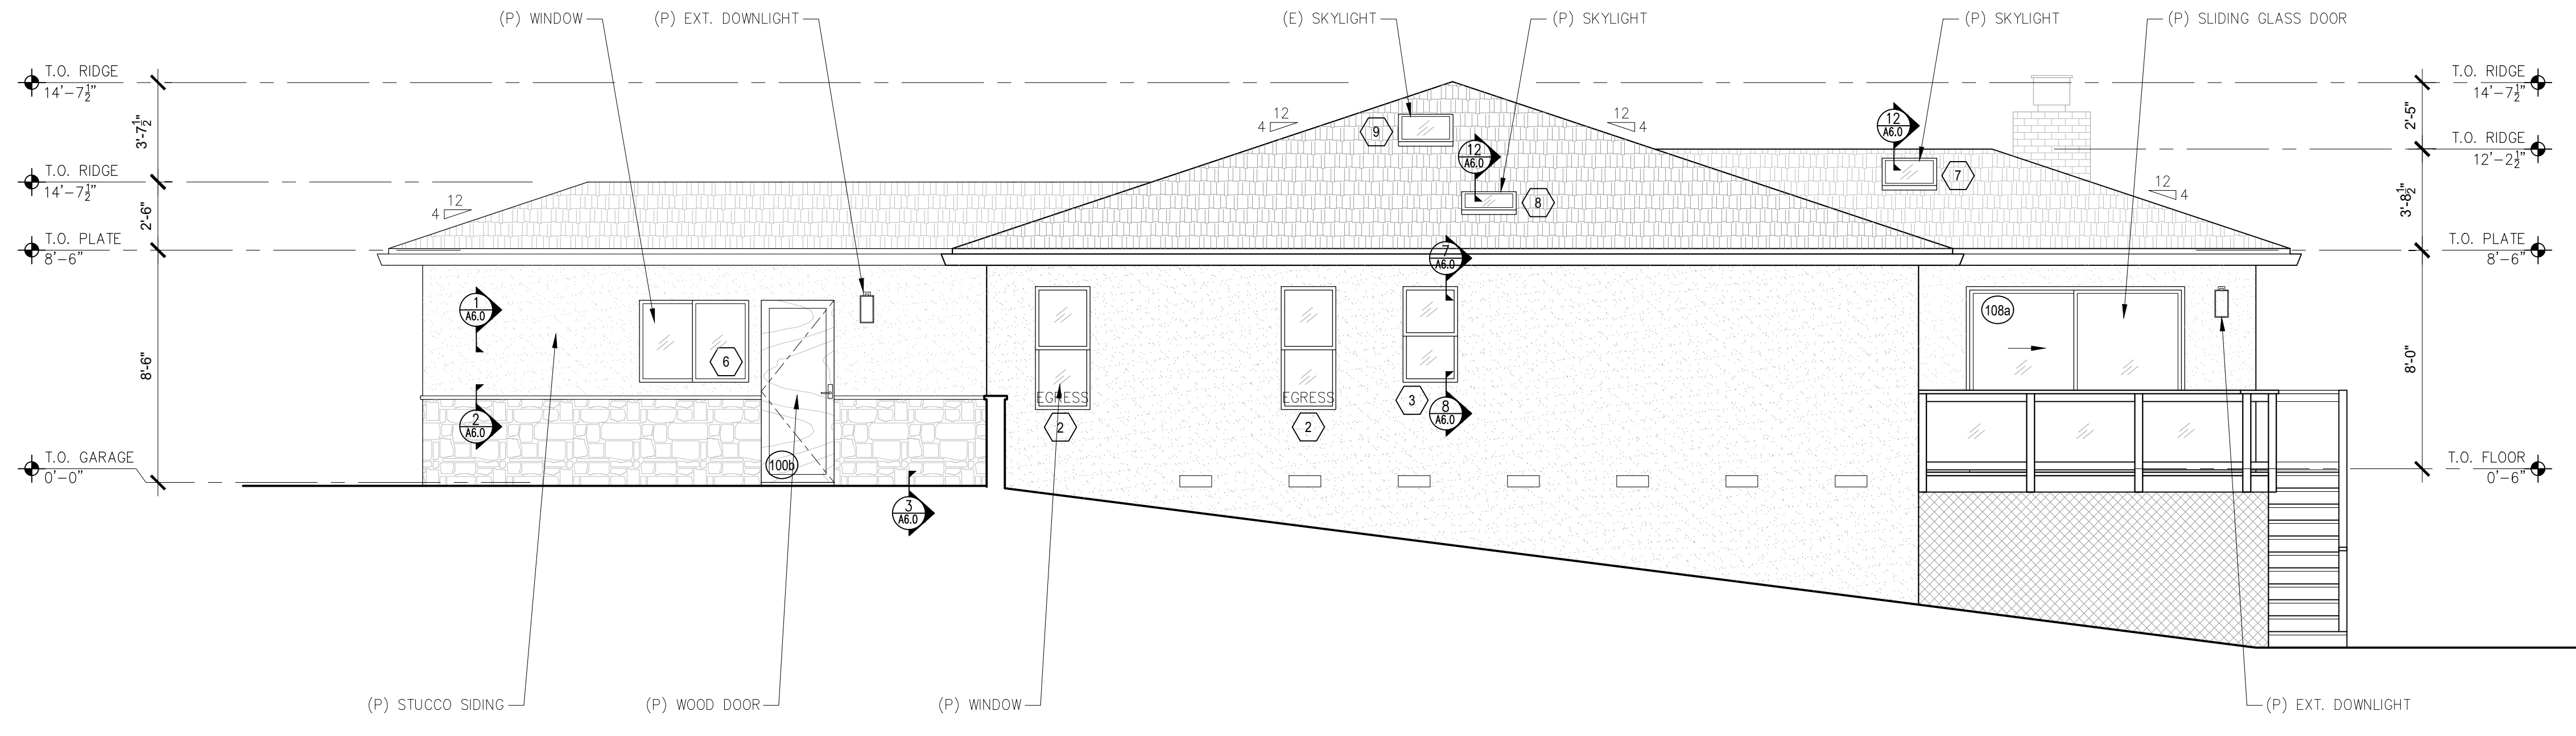 (P) WINDOW
(P) EXT. DOWNLIGHT
(E) SKYLIGHT
(P) SKYLIGHT
(P) SKYLIGHT
(P) SLIDING GLASS DOOR
T.O. RIDGE
14'-7½"
3'-7½"
T.O. RIDGE
14'-7½"
2'-6"
T.O. PLATE
8'-6"
8'-6"
T.O. GARAGE
0'-0"
12
4
12
4
12
4
12
4
9
12
A6.0
8
12
A6.0
7
7
A6.0
1
A6.0
6
2
A6.0
100b
3
A6.0
EGRESS
2
EGRESS
2
3
8
A6.0
108a
T.O. RIDGE
14'-7½"
2'-5"
T.O. RIDGE
12'-2½"
3'-8½"
T.O. PLATE
8'-6"
8'-0"
T.O. FLOOR
0'-6"
(P) STUCCO SIDING
(P) WOOD DOOR
(P) WINDOW
(P) EXT. DOWNLIGHT